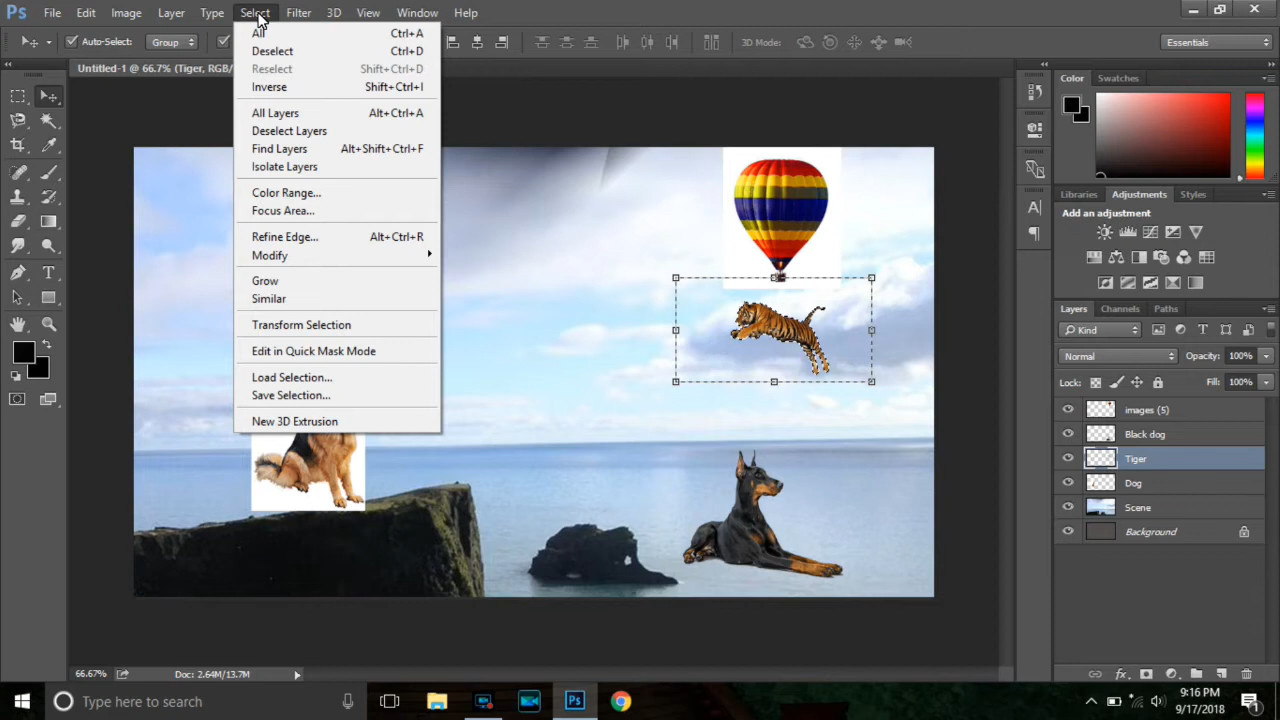 Ps File Edit Image Layer Type Select Filter 3D View Window Help
Auto-Select: Group 3D Mode: Essentials
Untitled-1 @ 66.7% (Tiger, RGB/
All Ctrl+A
Deselect Ctrl+D
Reselect Shift+Ctrl+D
Inverse Shift+Ctrl+I
All Layers Alt+Ctrl+A
Deselect Layers
Find Layers Alt+Shift+Ctrl+F
Isolate Layers
Color Range...
Focus Area...
Refine Edge... Alt+Ctrl+R
Modify
Grow
Similar
Transform Selection
Edit in Quick Mask Mode
Load Selection...
Save Selection...
New 3D Extrusion
Color Swatches
Libraries Adjustments Styles
Add an adjustment
Layers Channels Paths
Kind
Normal Opacity: 100%
Lock: Fill: 100%
images (5)
Black dog
Tiger
Dog
Scene
Background
66.67% Doc: 2.64M/13.7M
Type here to search
Ps
9:16 PM
9/17/2018
1